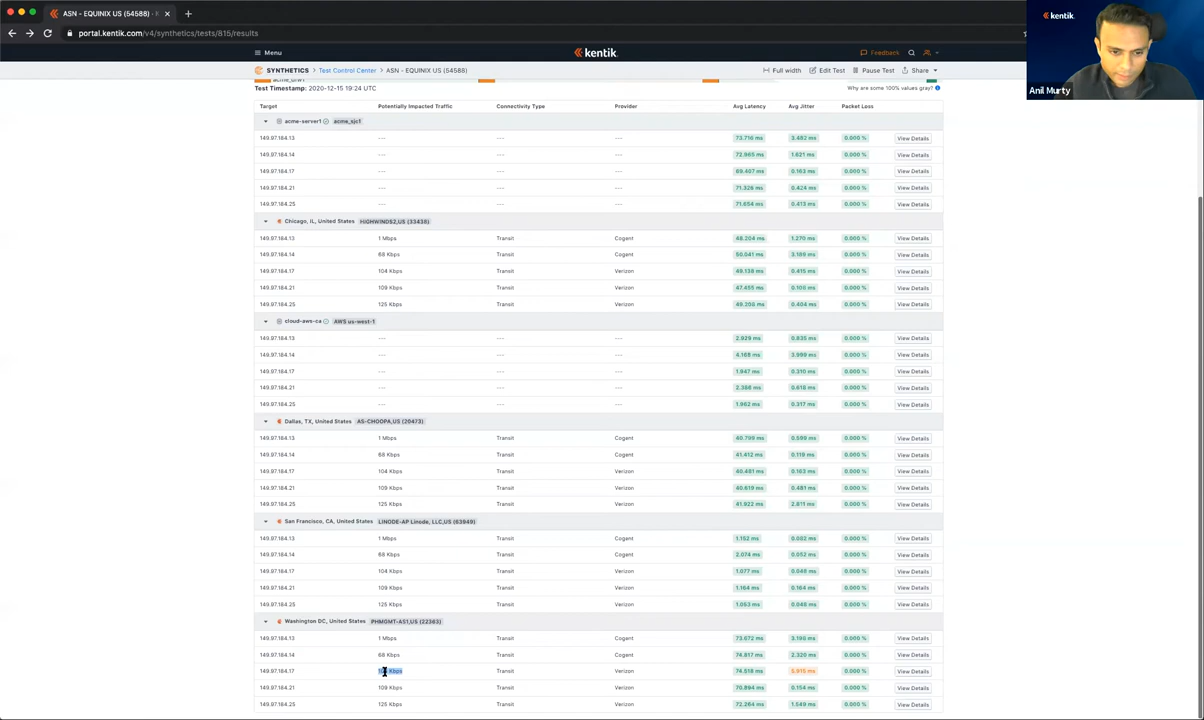 ASN - EQUINIX US (54588) ·
portal.kentik.com/v4/synthetics/tests/815/results
kentik.
Anil Murty
Menu
kentik.
Feedback
SYNTHETICS › Test Control Center › ASN - EQUINIX US (54588)
Full width Edit Test Pause Test Share
Test Timestamp: 2020-12-15 19:24 UTC
Why are some 100% values gray?
Target Potentially Impacted Traffic Connectivity Type Provider Avg Latency Avg Jitter Packet Loss
acme-server1 acme_sjc1
149.97.184.13 --- --- --- 73.716 ms 3.482 ms 0.000 % View Details
149.97.184.14 --- --- --- 72.965 ms 1.621 ms 0.000 % View Details
149.97.184.17 --- --- --- 69.407 ms 0.163 ms 0.000 % View Details
149.97.184.21 --- --- --- 71.326 ms 0.424 ms 0.000 % View Details
149.97.184.25 --- --- --- 71.654 ms 0.413 ms 0.000 % View Details
Chicago, IL, United States HIGHWINDS2,US (33438)
149.97.184.13 1 Mbps Transit Cogent 48.204 ms 1.270 ms 0.000 % View Details
149.97.184.14 68 Kbps Transit Cogent 50.041 ms 3.189 ms 0.000 % View Details
149.97.184.17 104 Kbps Transit Verizon 49.138 ms 0.415 ms 0.000 % View Details
149.97.184.21 109 Kbps Transit Verizon 47.455 ms 0.100 ms 0.000 % View Details
149.97.184.25 125 Kbps Transit Verizon 49.206 ms 0.404 ms 0.000 % View Details
cloud-aws-ca AWS us-west-1
149.97.184.13 --- --- --- 2.929 ms 0.835 ms 0.000 % View Details
149.97.184.14 --- --- --- 4.168 ms 3.999 ms 0.000 % View Details
149.97.184.17 --- --- --- 1.947 ms 0.310 ms 0.000 % View Details
149.97.184.21 --- --- --- 2.398 ms 0.618 ms 0.000 % View Details
149.97.184.25 --- --- --- 1.962 ms 0.317 ms 0.000 % View Details
Dallas, TX, United States AS-CHOOPA,US (20473)
149.97.184.13 1 Mbps Transit Cogent 40.799 ms 0.599 ms 0.000 % View Details
149.97.184.14 68 Kbps Transit Cogent 41.412 ms 0.119 ms 0.000 % View Details
149.97.184.17 104 Kbps Transit Verizon 40.481 ms 0.163 ms 0.000 % View Details
149.97.184.21 109 Kbps Transit Verizon 40.619 ms 0.481 ms 0.000 % View Details
149.97.184.25 125 Kbps Transit Verizon 41.922 ms 2.811 ms 0.000 % View Details
San Francisco, CA, United States LINODE-AP Linode, LLC,US (63949)
149.97.184.13 1 Mbps Transit Cogent 1.152 ms 0.082 ms 0.000 % View Details
149.97.184.14 68 Kbps Transit Cogent 2.074 ms 0.052 ms 0.000 % View Details
149.97.184.17 104 Kbps Transit Verizon 1.077 ms 0.046 ms 0.000 % View Details
149.97.184.21 109 Kbps Transit Verizon 1.164 ms 0.164 ms 0.000 % View Details
149.97.184.25 125 Kbps Transit Verizon 1.053 ms 0.046 ms 0.000 % View Details
Washington DC, United States PHMGMT-AS1,US (22363)
149.97.184.13 1 Mbps Transit Cogent 73.672 ms 3.196 ms 0.000 % View Details
149.97.184.14 68 Kbps Transit Cogent 74.817 ms 2.320 ms 0.000 % View Details
149.97.184.17 Kbps Transit Verizon 74.518 ms 5.915 ms 0.000 % View Details
149.97.184.21 109 Kbps Transit Verizon 70.894 ms 0.154 ms 0.000 % View Details
149.97.184.25 125 Kbps Transit Verizon 72.264 ms 1.549 ms 0.000 % View Details